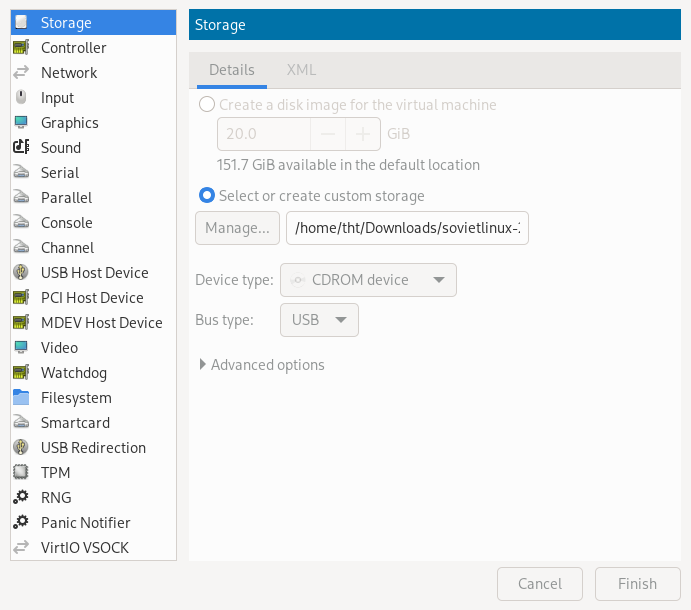 Storage
Controller
Network
Input
Graphics
Sound
Serial
Parallel
Console
Channel
USB Host Device
PCI Host Device
MDEV Host Device
Video
Watchdog
Filesystem
Smartcard
USB Redirection
TPM
RNG
Panic Notifier
VirtIO VSOCK
Storage
Details XML
Create a disk image for the virtual machine
20.0 GiB
151.7 GiB available in the default location
Select or create custom storage
Manage... /home/tht/Downloads/sovietlinux-
Device type: CDROM device
Bus type: USB
Advanced options
Cancel Finish